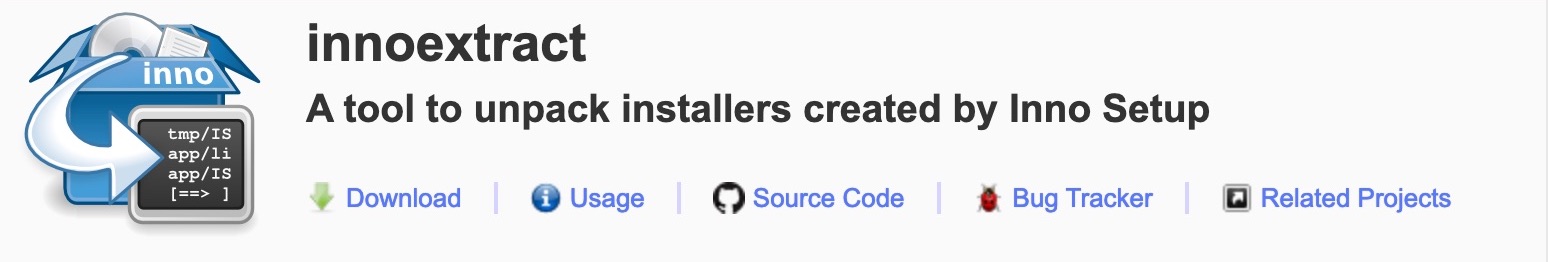 innoextract
A tool to unpack installers created by Inno Setup
inno
tmp/IS
app/li
app/IS
[==> ]
Download
Usage
Source Code
Bug Tracker
Related Projects